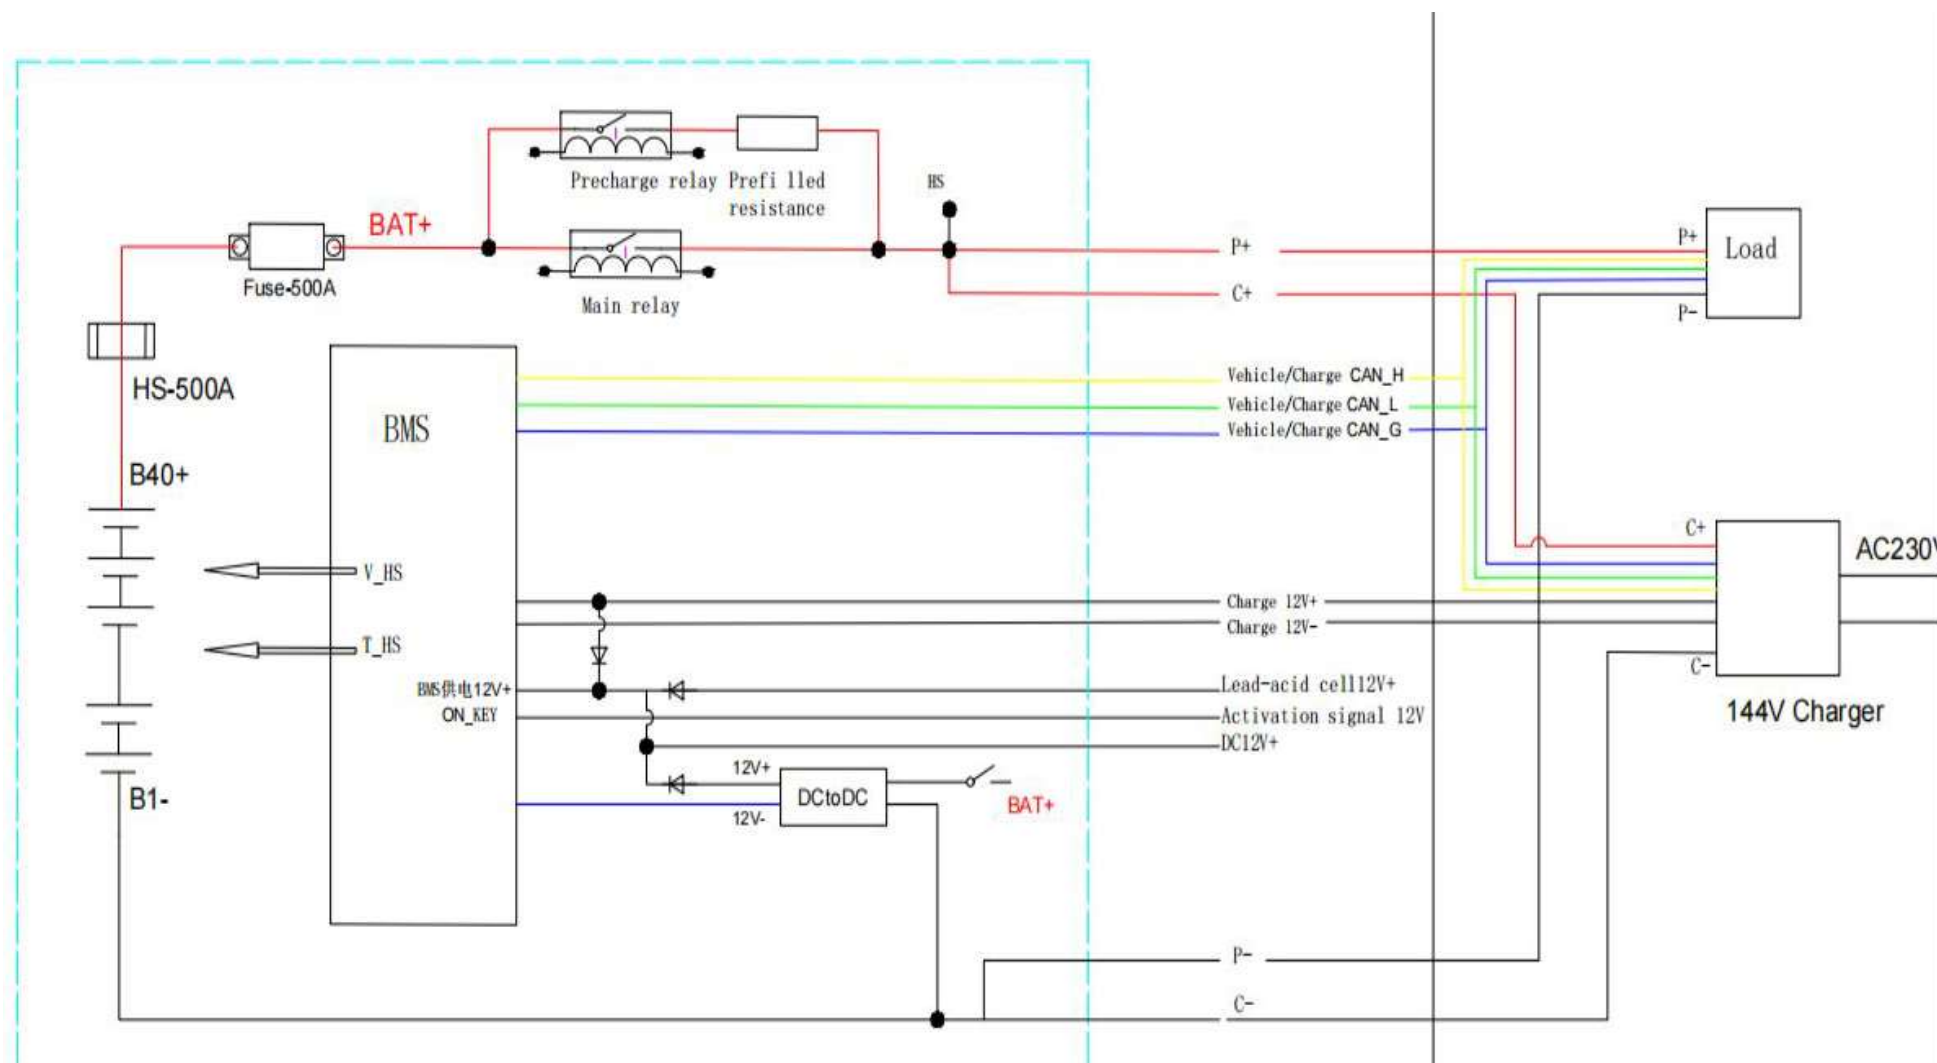 Precharge relay
Prefi lled
resistance
HS
BAT+
Fuse-500A
Main relay
P+
C+
P+
Load
P-
HS-500A
BMS
Vehicle/Charge CAN_H
Vehicle/Charge CAN_L
Vehicle/Charge CAN_G
B40+
C+
AC230V
V_HS
T_HS
Charge 12V+
Charge 12V-
C-
BMS供电12V+
ON_KEY
Lead-acid cell12V+
Activation signal 12V
DC12V+
144V Charger
12V+
DCtoDC
12V-
BAT+
B1-
P-
C-